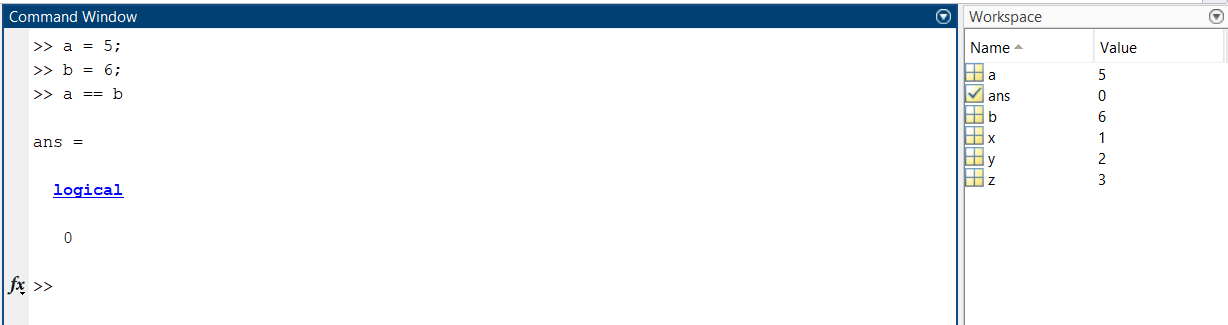 Command Window
>> a = 5;
>> b = 6;
>> a == b
ans =
logical
0
fx >>
Workspace
Name Value
a 5
ans 0
b 6
x 1
y 2
z 3